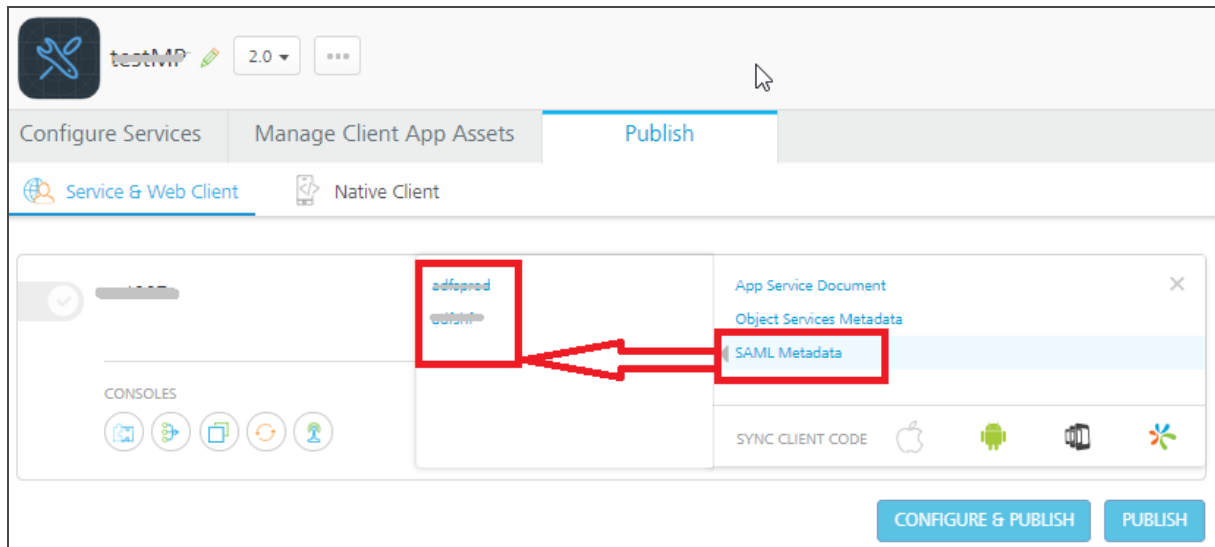 testMP 2.0
Configure Services Manage Client App Assets Publish
Service & Web Client Native Client
adfsprod App Service Document
Object Services Metadata
SAML Metadata
CONSOLES
SYNC CLIENT CODE
CONFIGURE & PUBLISH PUBLISH